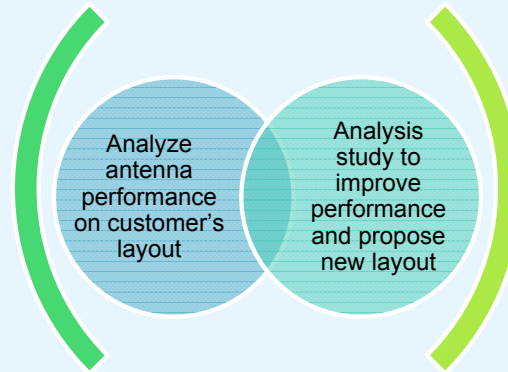 Analyze
antenna
performance
on customer’s
layout
Analysis
study to
improve
performance
and propose
new layout